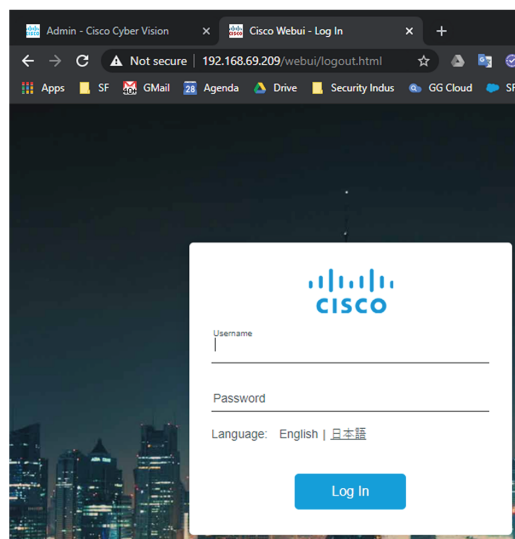 Admin - Cisco Cyber Vision
Cisco Webui - Log In
Not secure | 192.168.69.209/webui/logout.html
Apps SF GMail Agenda Drive Security Indus GG Cloud SF
CISCO
Username
Password
Language: English | 日本語
Log In